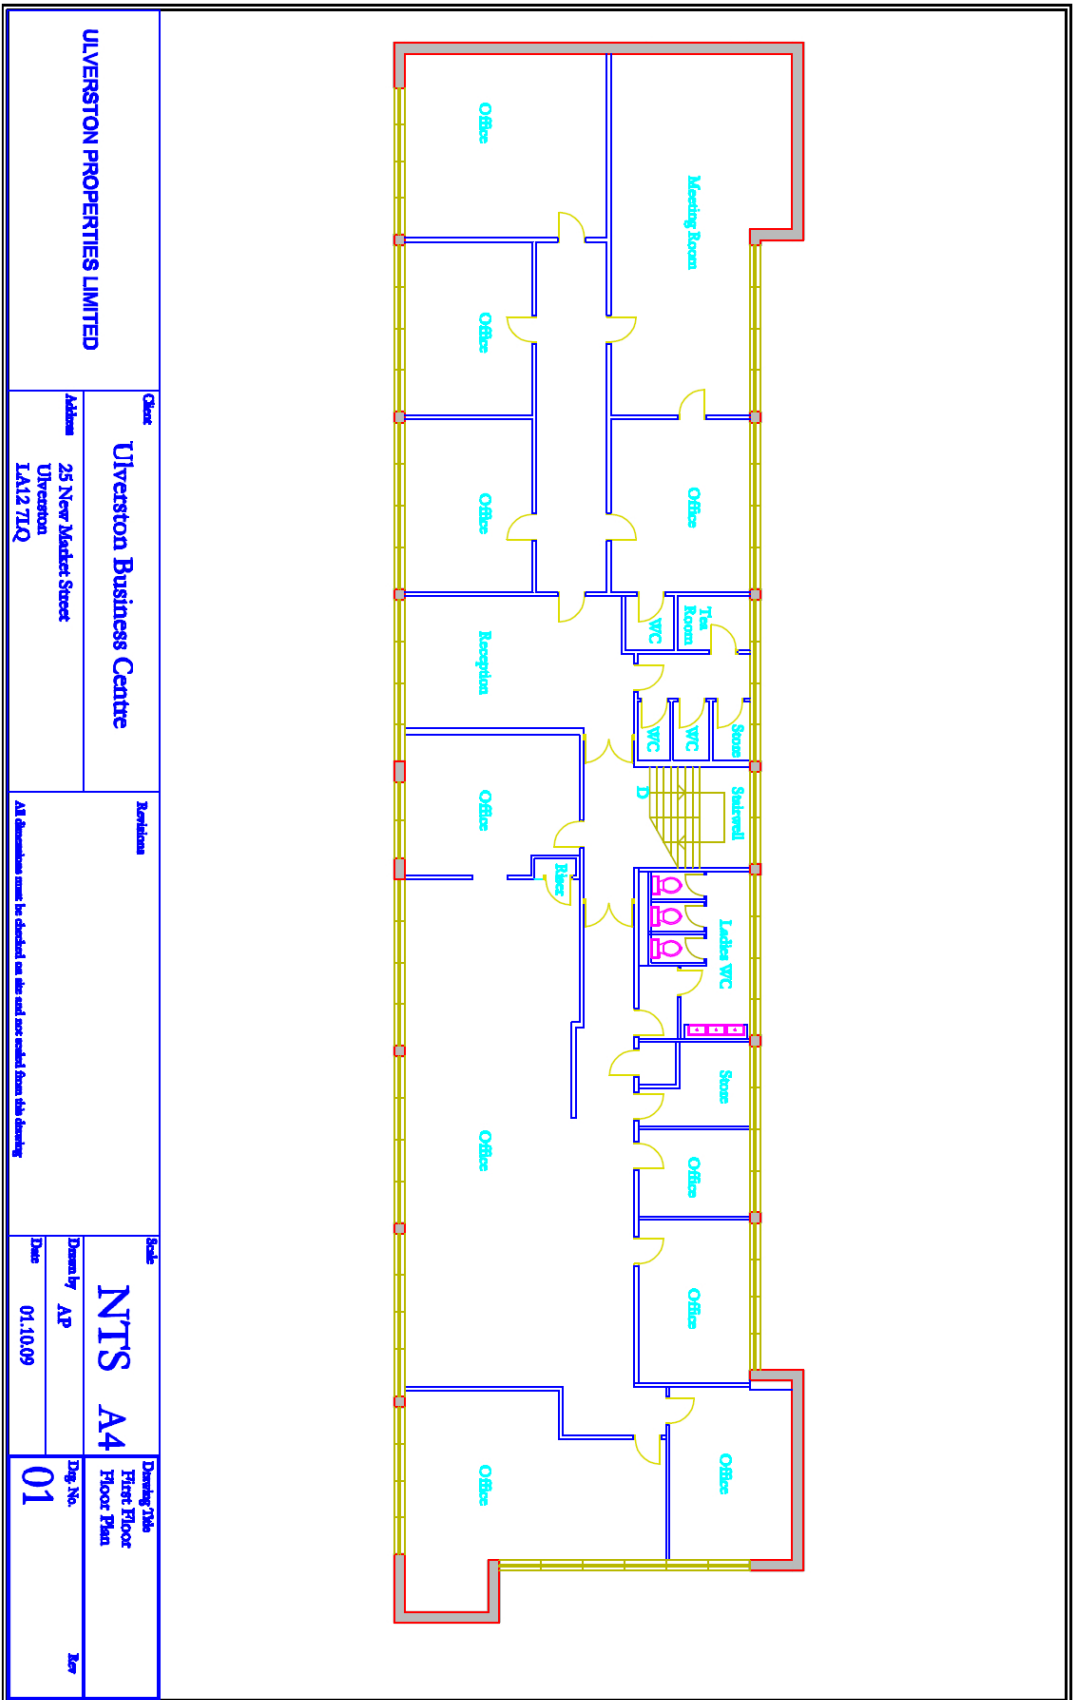 Meeting Room
Office
Tea
Room
WC
WC
WC
Store
Stairwell
D
Ladies WC
Store
Office
Office
Office
Office
Office
Office
Reception
Office
Riser
Office
Office
ULVERSTON PROPERTIES LIMITED
Client
Ulverston Business Centre
Address 25 New Market Street
Ulverston
LA12 7LQ
Revisions
All dimensions must be checked on site and not scaled from this drawing
Scale
NTS A4
Drawn by AP
Date 01.10.09
Drawing Title
First Floor
Floor Plan
Drg. No. Rev
01